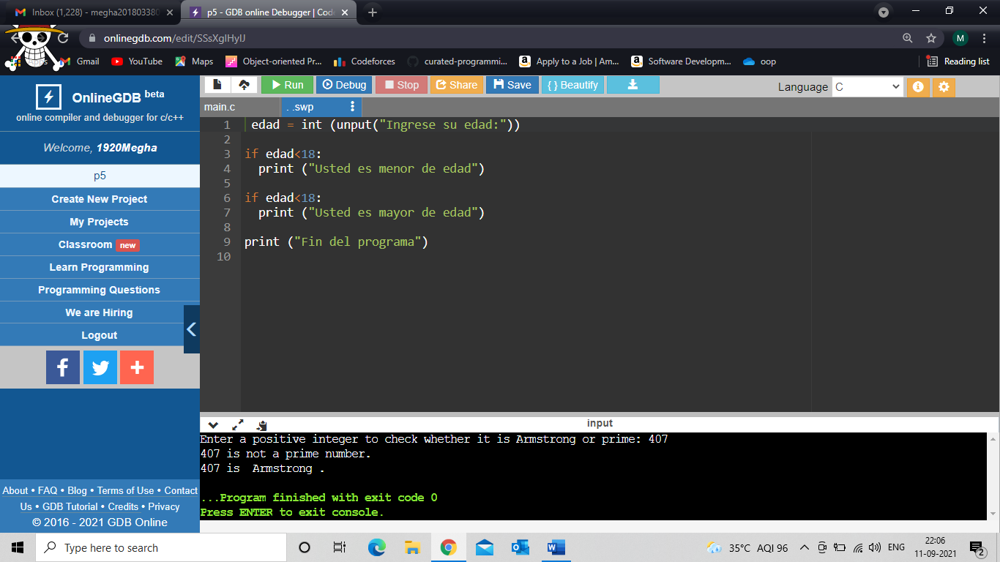 Inbox (1,228) - megha201803380
p5 - GDB online Debugger | Code
onlinegdb.com/edit/SSsXglHyIJ
M
Apps
Gmail
YouTube
Maps
Object-oriented Pr...
Codeforces
curated-programmi...
Apply to a Job | Am...
Software Developm...
oop
Reading list
OnlineGDB beta
online compiler and debugger for c/c++
Welcome, 1920Megha
p5
Create New Project
My Projects
Classroom new
Learn Programming
Programming Questions
We are Hiring
Logout
About • FAQ • Blog • Terms of Use • Contact
Us • GDB Tutorial • Credits • Privacy
© 2016 - 2021 GDB Online
Run
Debug
Stop
Share
Save
{ } Beautify
Language C
main.c
. .swp
1 edad = int (unput("Ingrese su edad:"))
2
3 if edad<18:
4 print ("Usted es menor de edad")
5
6 if edad<18:
7 print ("Usted es mayor de edad")
8
9 print ("Fin del programa")
10
input
Enter a positive integer to check whether it is Armstrong or prime: 407
407 is not a prime number.
407 is  Armstrong .
...Program finished with exit code 0
Press ENTER to exit console.
Type here to search
35°C AQI 96
ENG
22:06
11-09-2021
2